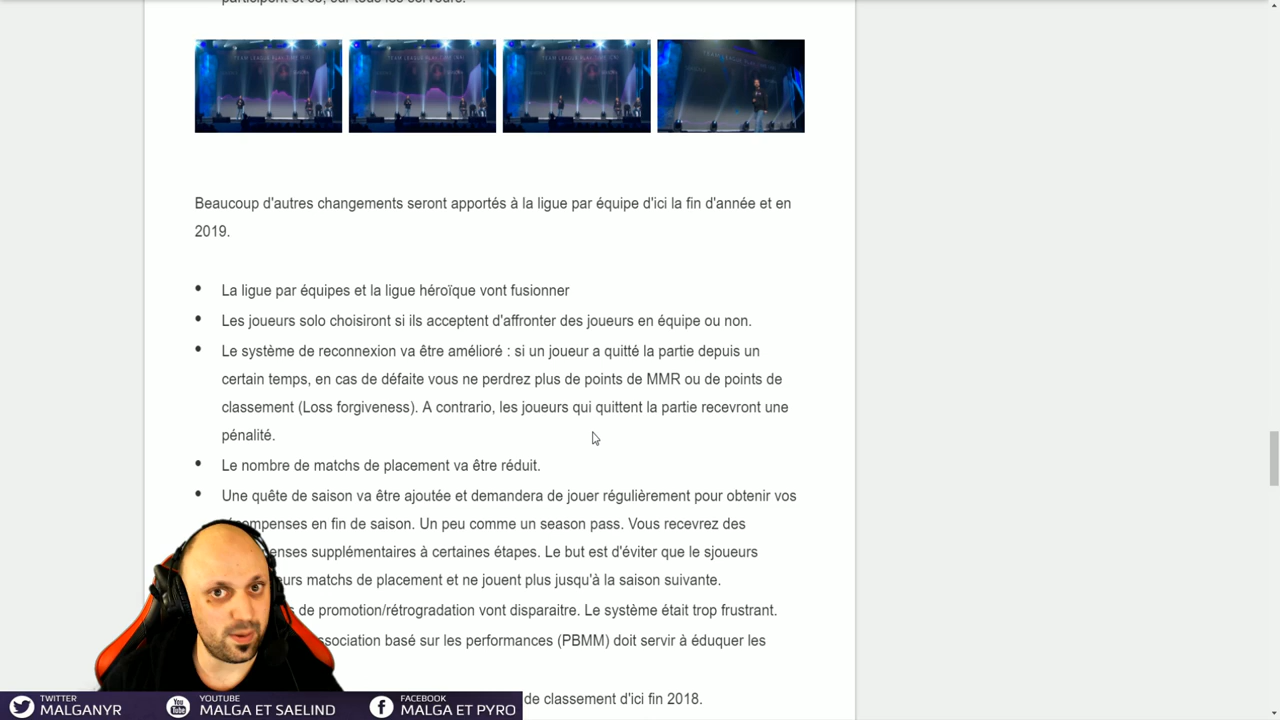 participent et ce, sur tous les serveurs.
Beaucoup d'autres changements seront apportés à la ligue par équipe d'ici la fin d'année et en
2019.
• La ligue par équipes et la ligue héroïque vont fusionner
• Les joueurs solo choisiront si ils acceptent d'affronter des joueurs en équipe ou non.
• Le système de reconnexion va être amélioré : si un joueur a quitté la partie depuis un
certain temps, en cas de défaite vous ne perdrez plus de points de MMR ou de points de
classement (Loss forgiveness). A contrario, les joueurs qui quittent la partie recevront une
pénalité.
• Le nombre de matchs de placement va être réduit.
• Une quête de saison va être ajoutée et demandera de jouer régulièrement pour obtenir vos
en fin de saison. Un peu comme un season pass. Vous recevrez des
supplémentaires à certaines étapes. Le but est d'éviter que le sjoueurs
matchs de placement et ne jouent plus jusqu'à la saison suivante.
de promotion/rétrogradation vont disparaitre. Le système était trop frustrant.
basé sur les performances (PBMM) doit servir à éduquer les
de classement d'ici fin 2018.
TWITTER
MALGANYR
YOUTUBE
MALGA ET SAELIND
FACEBOOK
MALGA ET PYRO